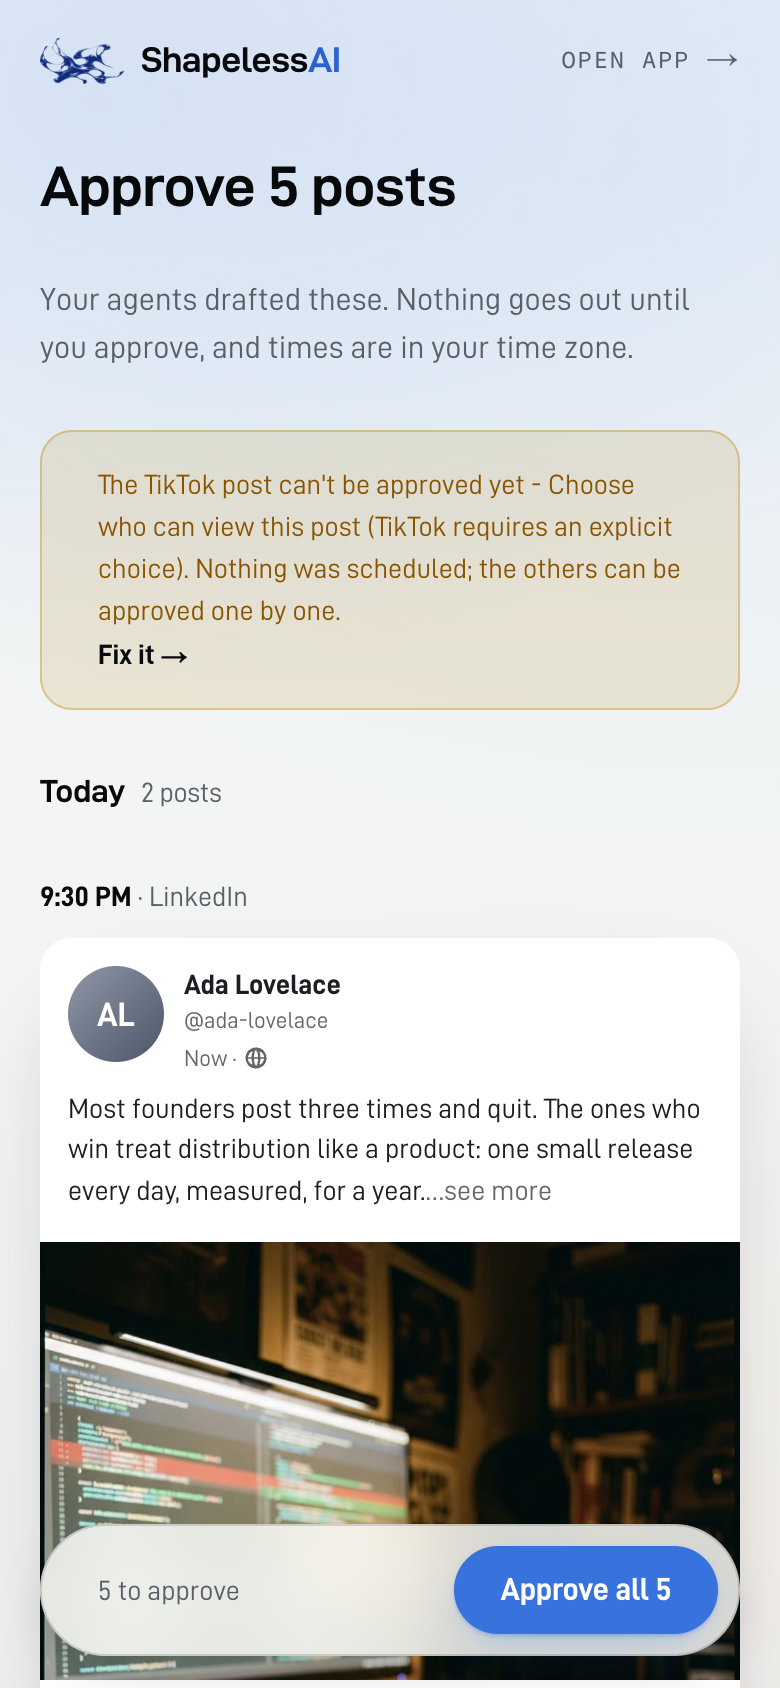 ShapelessAI
OPEN APP →
Approve 5 posts
Your agents drafted these. Nothing goes out until
you approve, and times are in your time zone.
The TikTok post can't be approved yet - Choose
who can view this post (TikTok requires an explicit
choice). Nothing was scheduled; the others can be
approved one by one.
Fix it →
Today 2 posts
9:30 PM · LinkedIn
AL
Ada Lovelace
@ada-lovelace
Now ·
Most founders post three times and quit. The ones who
win treat distribution like a product: one small release
every day, measured, for a year....see more
5 to approve
Approve all 5